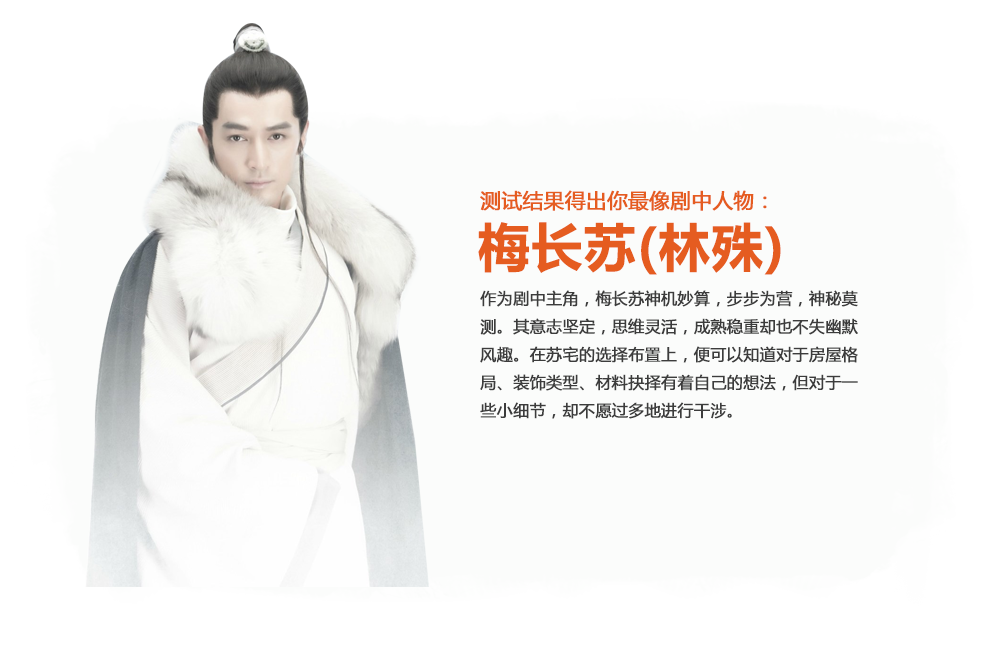 测试结果得出你最像剧中人物：
梅长苏(林殊)
作为剧中主角，梅长苏神机妙算，步步为营，神秘莫
测。其意志坚定，思维灵活，成熟稳重却也不失幽默
风趣。在苏宅的选择布置上，便可以知道对于房屋格
局、装饰类型、材料抉择有着自己的想法，但对于一
些小细节，却不愿过多地进行干涉。